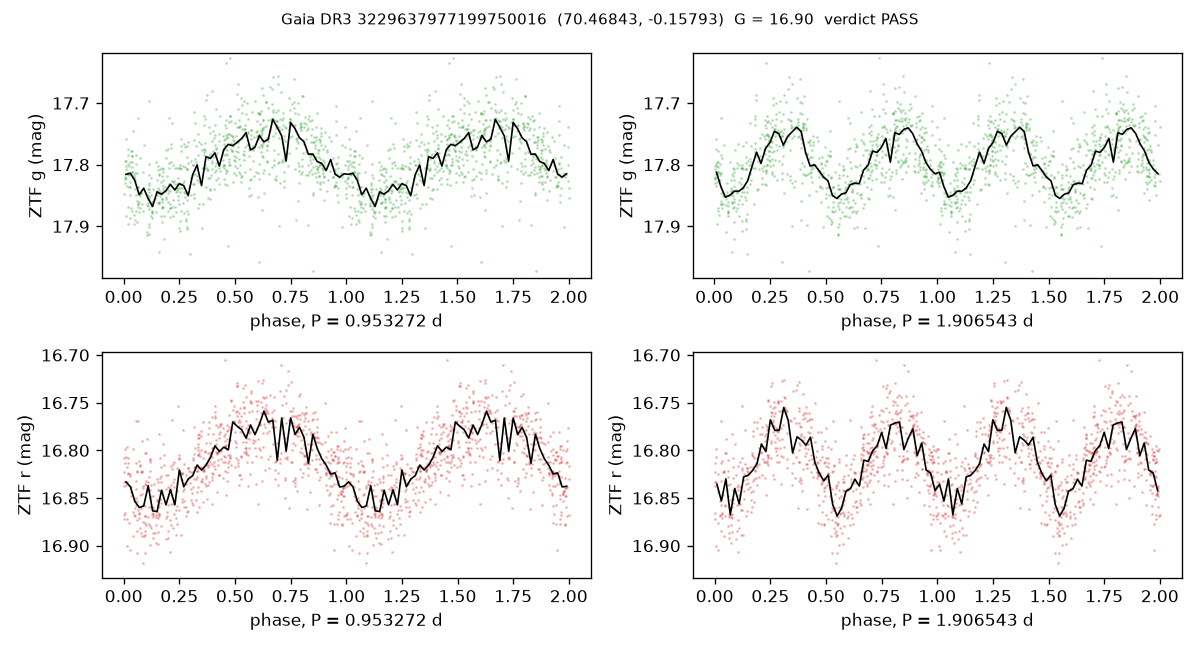 Gaia DR3 3229637977199750016 (70.46843, -0.15793) G = 16.90 verdict PASS
ZTF g (mag)
17.7
17.8
17.9
0.00 0.25 0.50 0.75 1.00 1.25 1.50 1.75 2.00
phase, P = 0.953272 d
ZTF g (mag)
17.7
17.8
17.9
0.00 0.25 0.50 0.75 1.00 1.25 1.50 1.75 2.00
phase, P = 1.906543 d
ZTF r (mag)
16.70
16.75
16.80
16.85
16.90
0.00 0.25 0.50 0.75 1.00 1.25 1.50 1.75 2.00
phase, P = 0.953272 d
ZTF r (mag)
16.70
16.75
16.80
16.85
16.90
0.00 0.25 0.50 0.75 1.00 1.25 1.50 1.75 2.00
phase, P = 1.906543 d